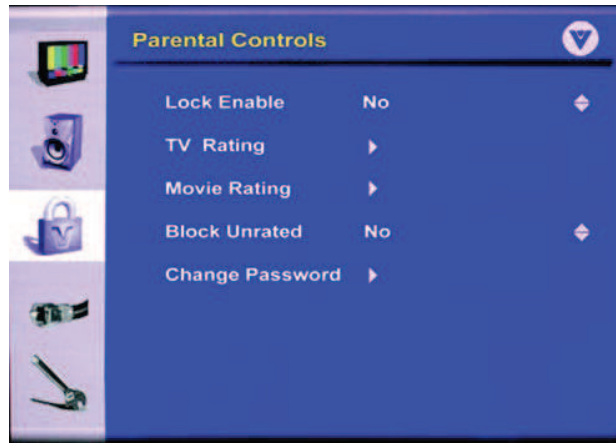 Parental Controls
Lock Enable No
TV Rating
Movie Rating
Block Unrated No
Change Password